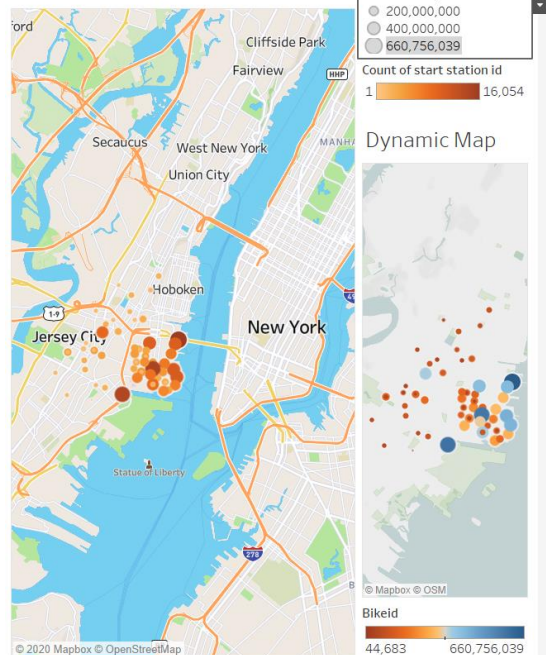 ford
Cliffside Park
Fairview
HHP
Secaucus
West New York
MANHA
Union City
Hoboken
1-9
Jersey City
New York
Statue of Liberty
278
© 2020 Mapbox © OpenStreetMap
200,000,000
400,000,000
660,756,039
Count of start station id
1 16,054
Dynamic Map
© Mapbox © OSM
Bikeid
44,683 660,756,039